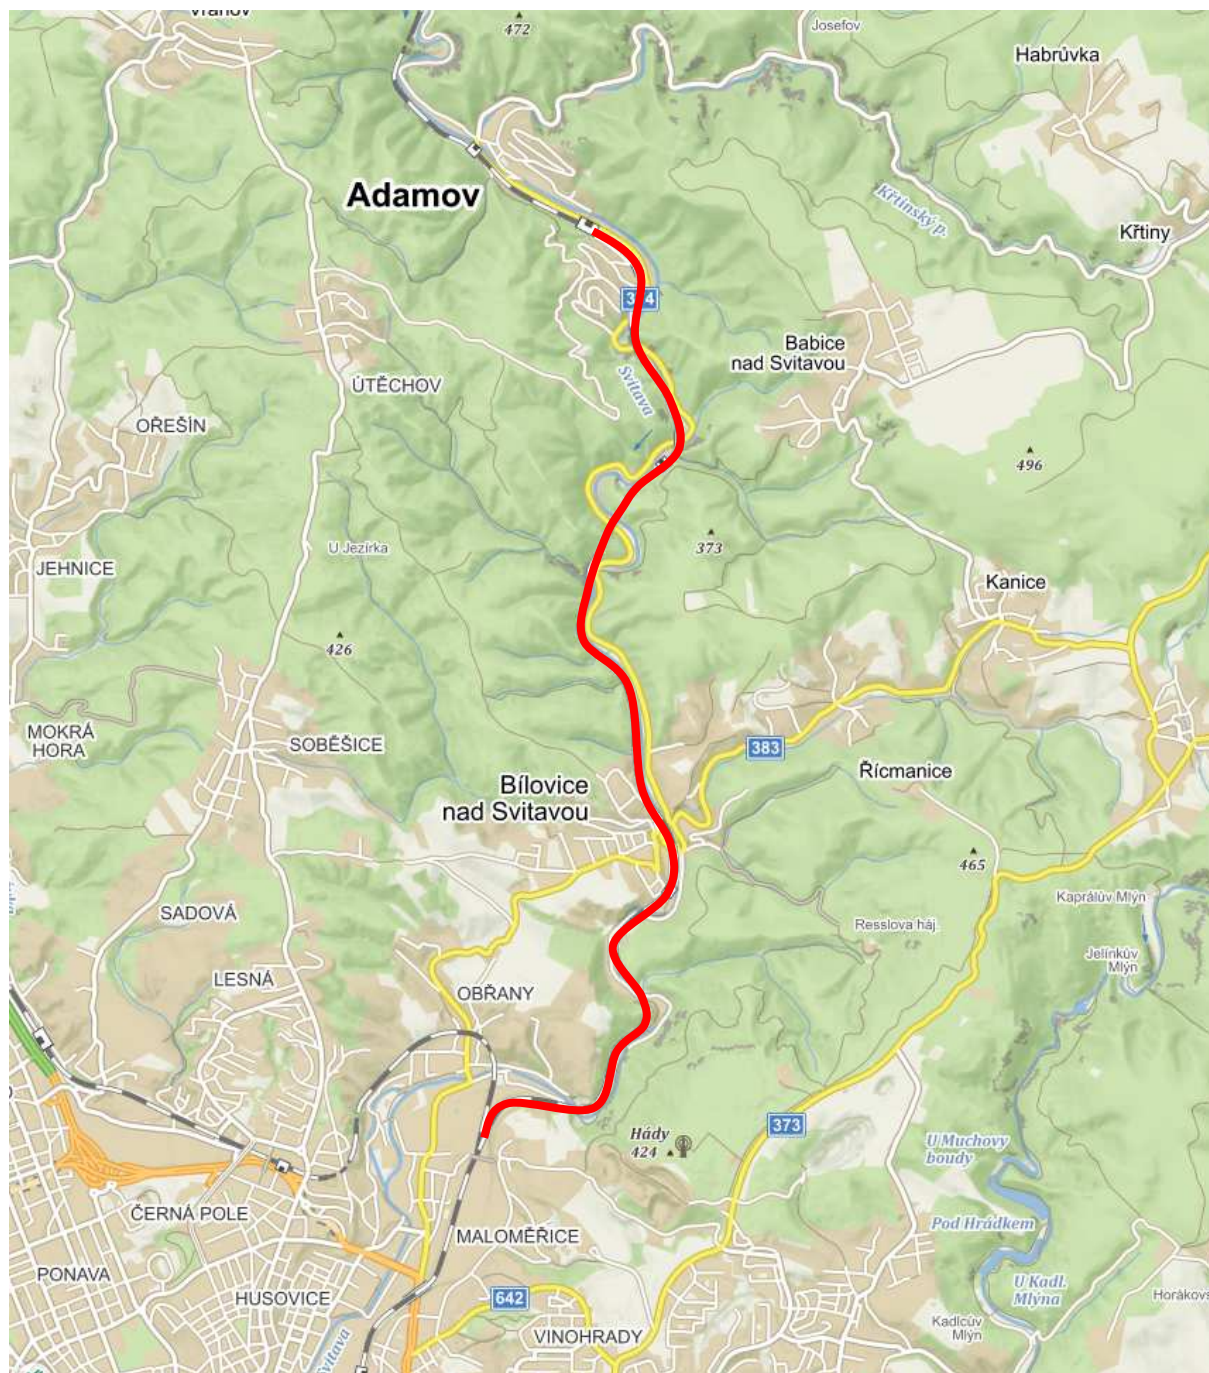 Vranov
472
Josefov
Habrůvka
Adamov
Křtinský p.
Křtiny
Babice
nad Svitavou
Svitava
ÚTĚCHOV
OŘEŠÍN
496
373
U Jezírka
JEHNICE
Kanice
426
MOKRÁ
HORA
SOBĚŠICE
383
Řícmanice
Bílovice
nad Svitavou
465
Kaprálův Mlýn
SADOVÁ
Resslova háj.
Jelínkův
Mlýn
LESNÁ
OBŘANY
373
Hády
424
U Muchovy
boudy
ČERNÁ POLE
Pod Hrádkem
MALOMĚŘICE
PONAVA
U Kadl.
Mlýna
HUSOVICE
642
Horákovs
Kadlcův
Mlýn
VINOHRADY
Svitava